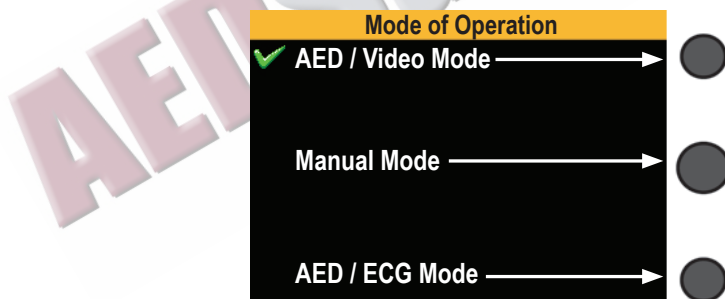 Mode of Operation
AED / Video Mode
Manual Mode
AED / ECG Mode